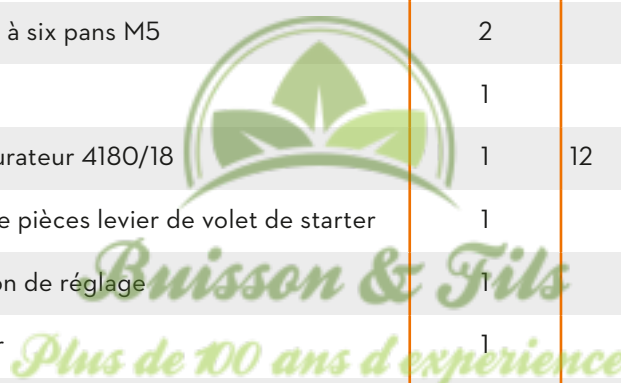 à six pans M5 2
1
urateur 4180/18 1 12
e pièces levier de volet de starter 1
on de réglage 1
Buisson & Fils
r 1
Plus de 100 ans d'experience